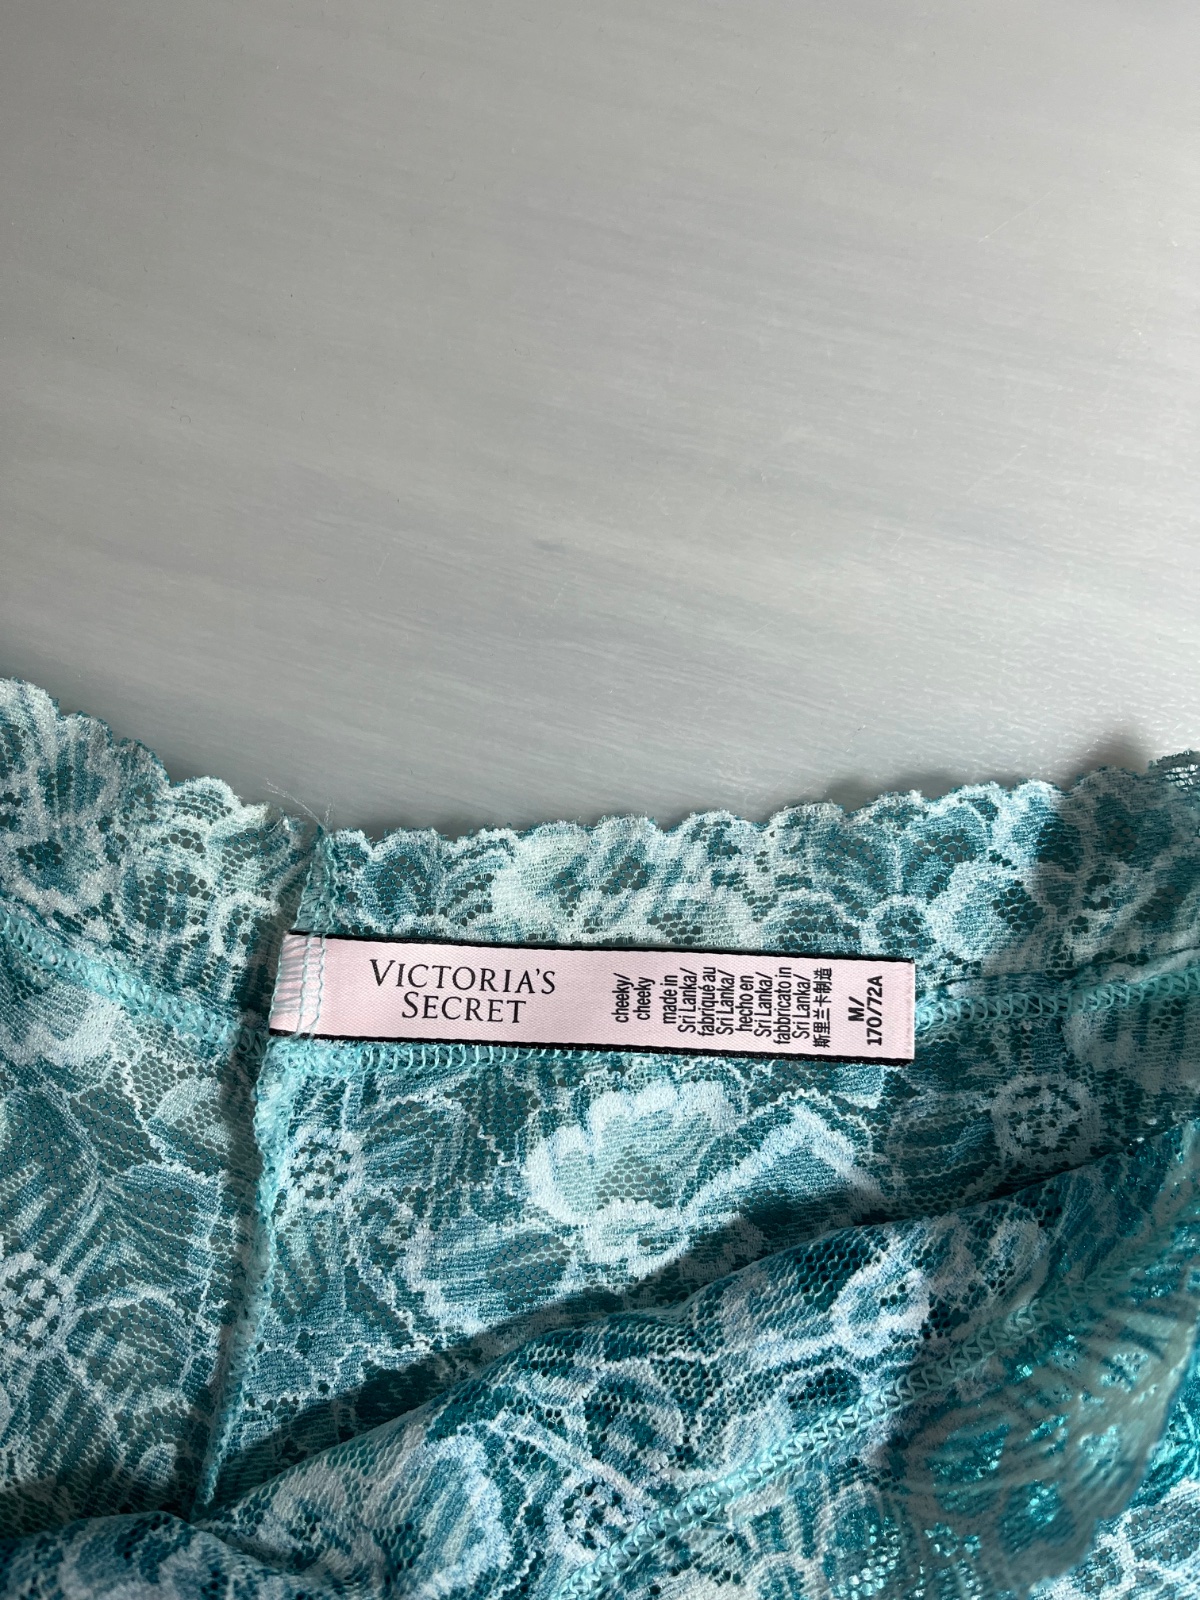 VICTORIA'S
SECRET
cheeky/
cheeky
made in
Sri Lanka/
fabriqué au
Sri Lanka/
hecho en
Sri Lanka/
fabbricato in
Sri Lanka/
斯里兰卡制造
M/
170/72A